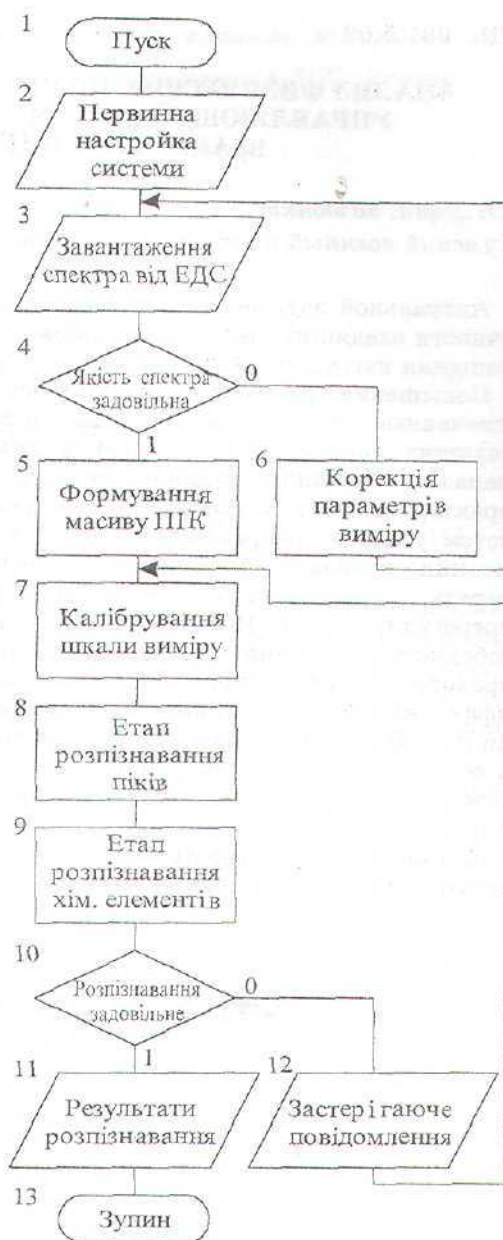 1
Пуск
2
Первинна
настройка
системи
3
Завантаження
спектра від ЕДС
4
Якість спектра
задовільна
0
1
5
Формування
масиву ПІК
6
Корекція
параметрів
виміру
7
Калібрування
шкали виміру
8
Етап
розпізнавання
піків
9
Етап
розпізнавання
хім. елементів
10
Розпізнавання
задовільне
0
1
11
Результати
розпізнавання
12
Застерігаюче
повідомлення
13
Зупин